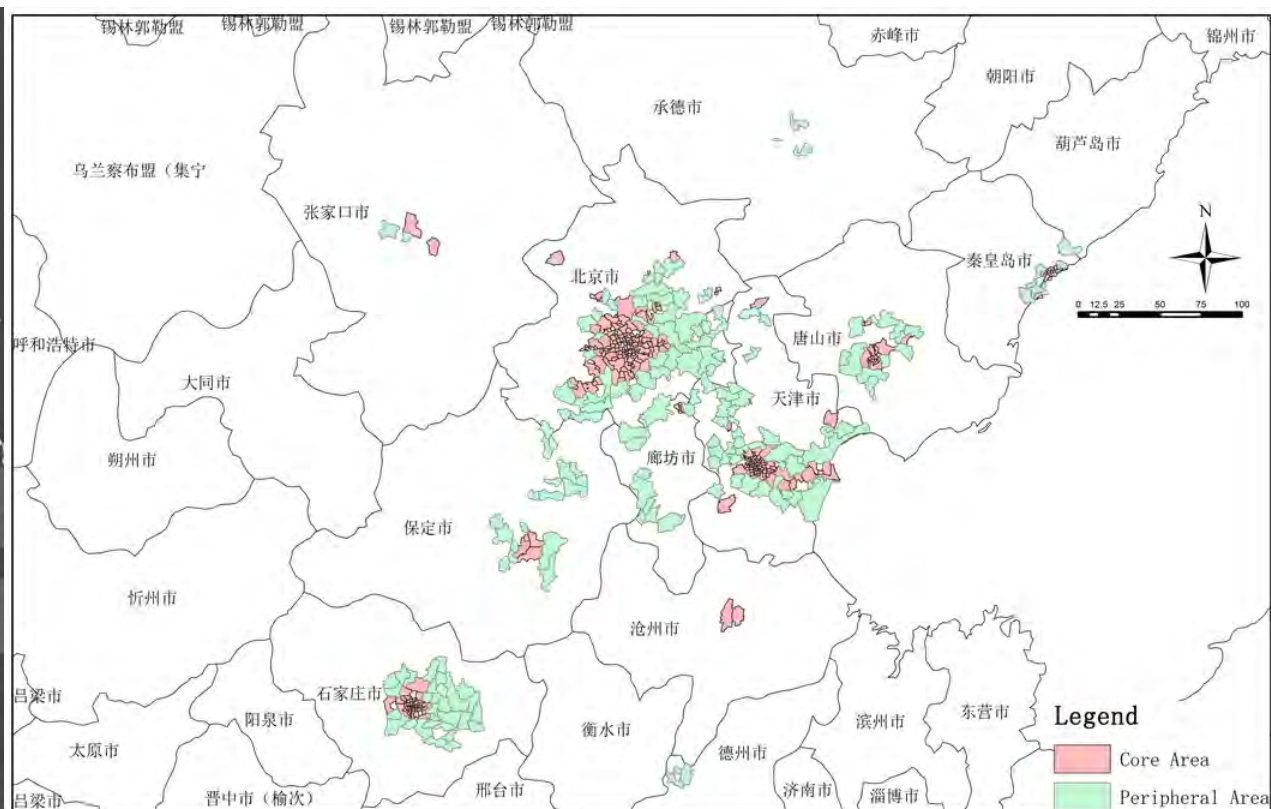 锡林郭勒盟
锡林郭勒盟
锡林郭勒盟
锡林郭勒盟
赤峰市
锦州市
朝阳市
承德市
葫芦岛市
乌兰察布盟（集宁
张家口市
N
北京市
秦皇岛市
0 12.5 25 50 75 100
呼和浩特市
唐山市
大同市
天津市
朔州市
廊坊市
保定市
忻州市
沧州市
吕梁市
石家庄市
阳泉市
衡水市
滨州市
东营市
Legend
太原市
德州市
Core Area
吕梁市
晋中市（榆次）
邢台市
济南市
淄博市
Peripheral Area